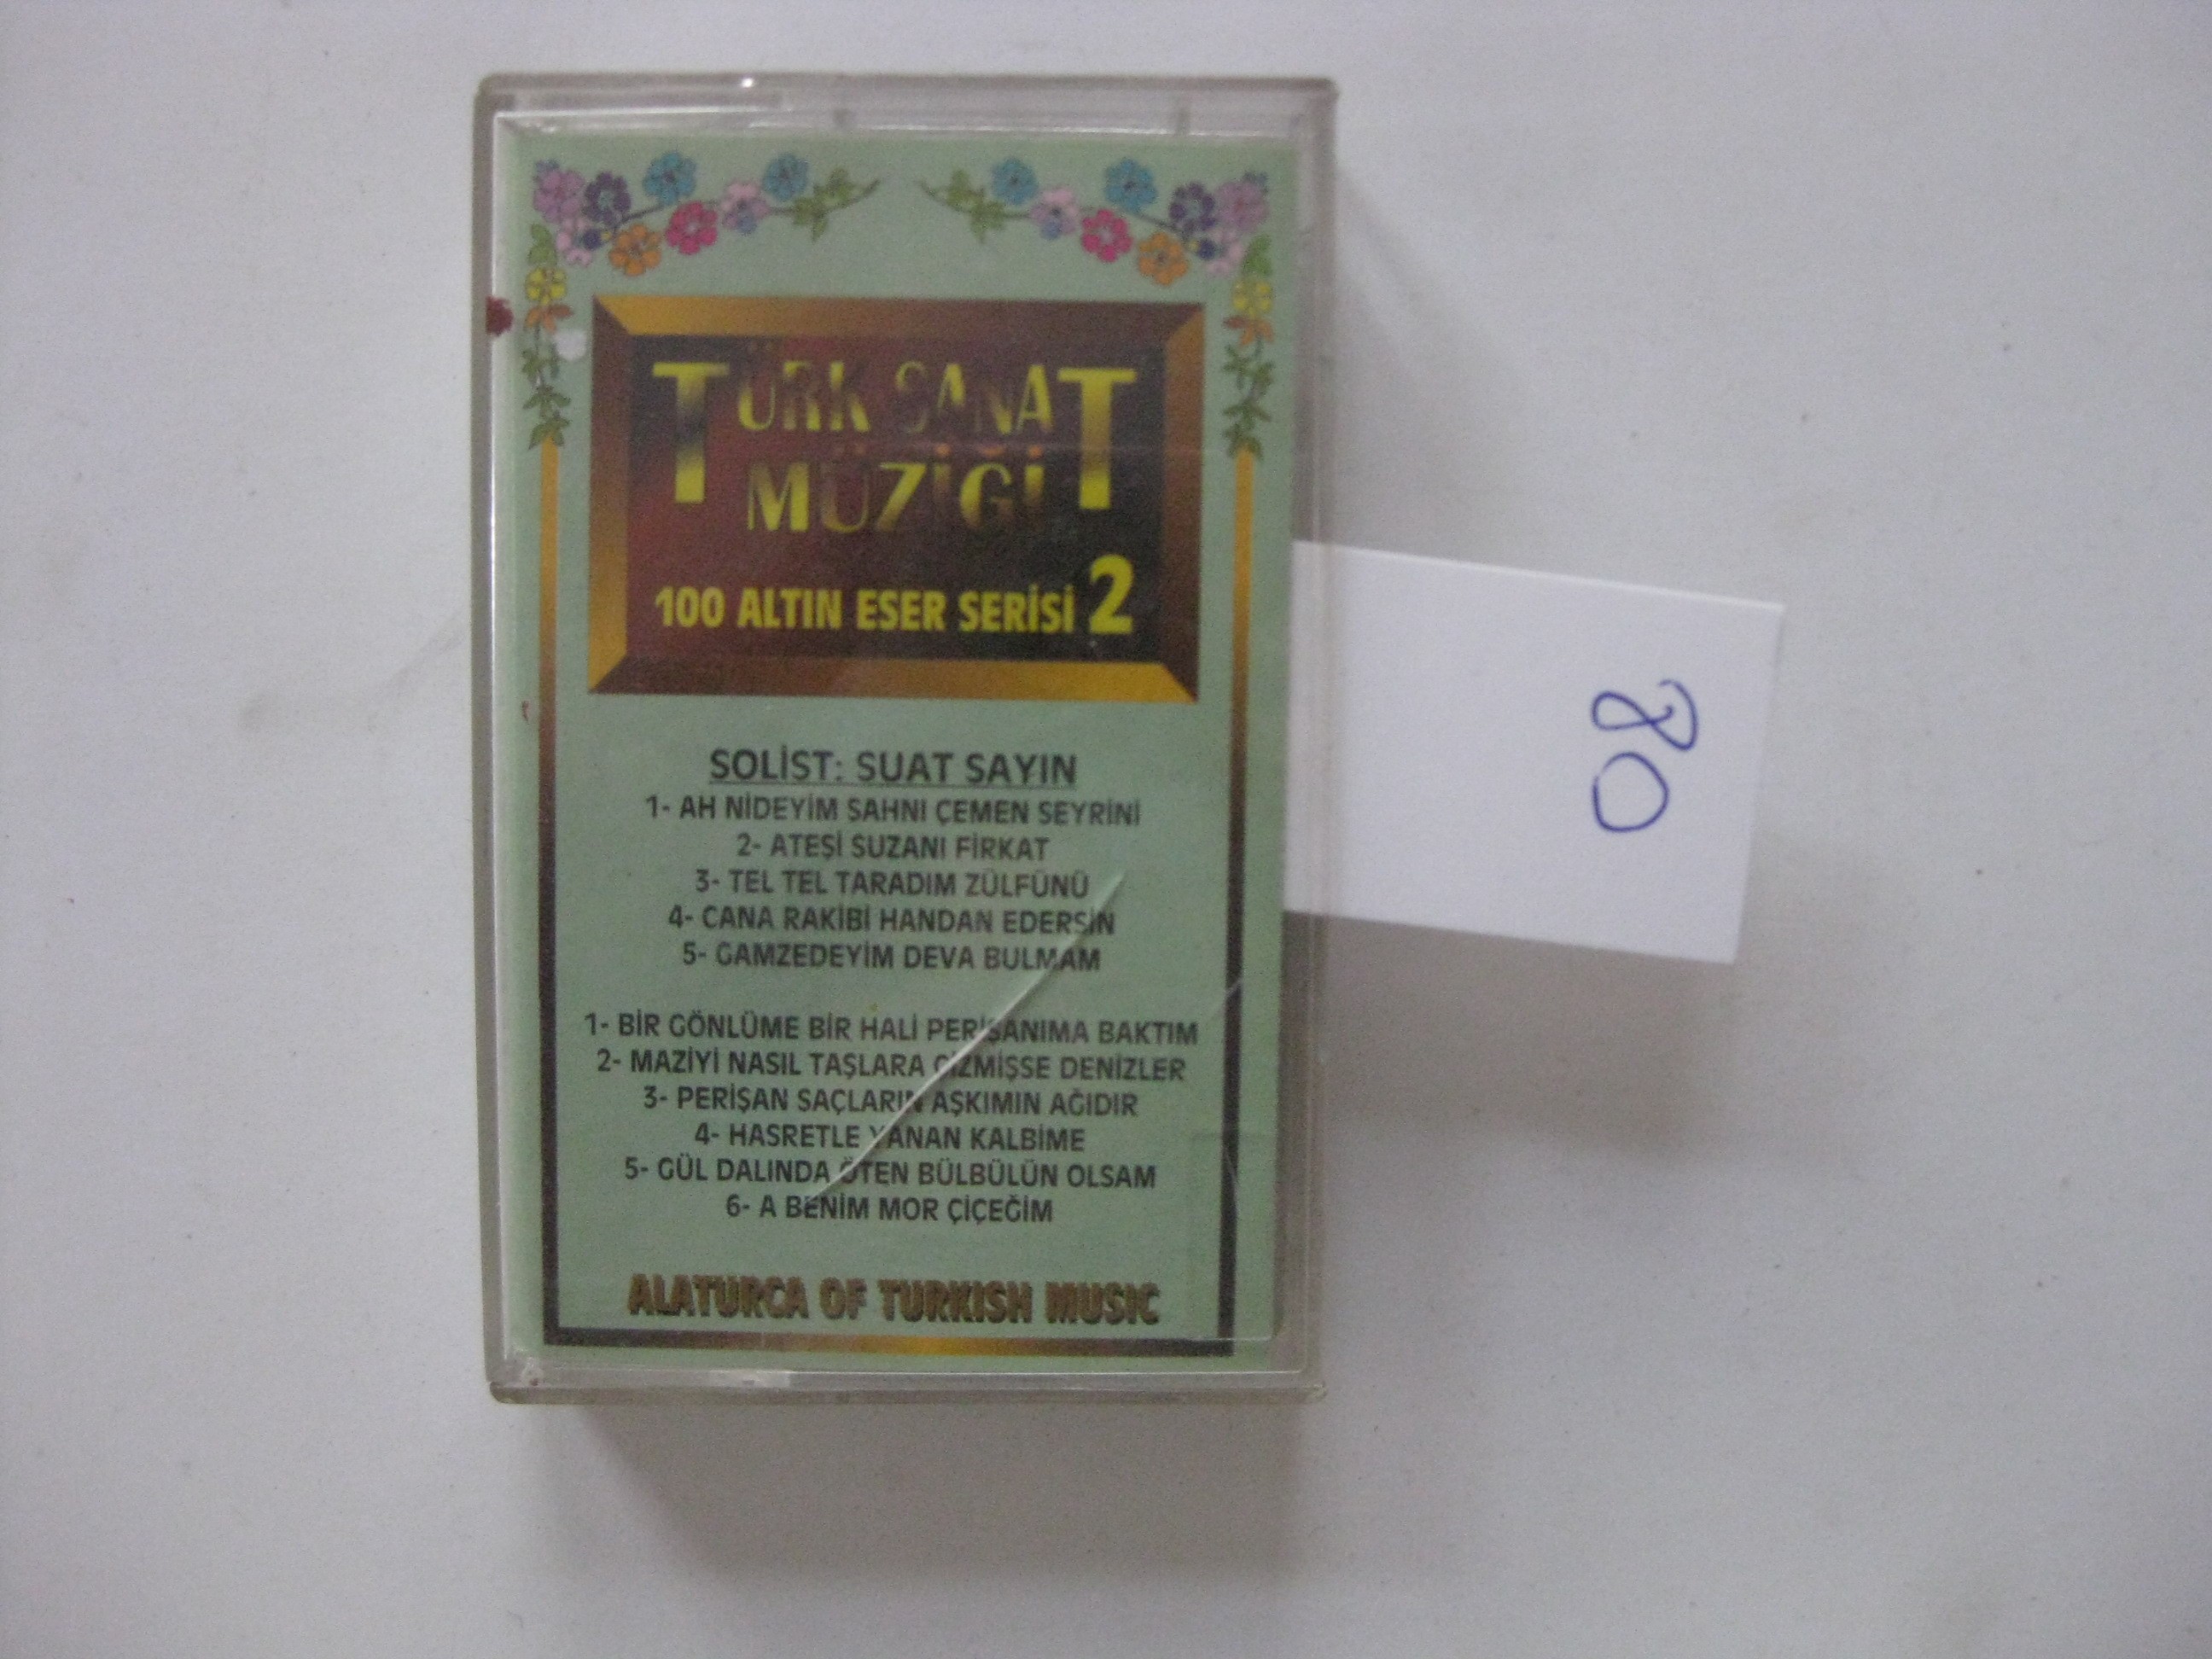 TÜRK SANAT
MÜZİĞİ
100 ALTIN ESER SERİSİ 2
SOLİST: SUAT SAYIN
1- AH NİDEYİM SAHNI ÇEMEN SEYRİNİ
2- ATEŞİ SUZANI FİRKAT
3- TEL TEL TARADIM ZÜLFÜNÜ
4- CANA RAKİBİ HANDAN EDERSİN
5- GAMZEDEYİM DEVA BULMAM
1- BİR GÖNLÜME BİR HALİ PERİŞANIMA BAKTIM
2- MAZİYİ NASIL TAŞLARA ÇİZMİŞSE DENİZLER
3- PERİŞAN SAÇLARIN AŞKIMIN AĞIDIR
4- HASRETLE YANAN KALBİME
5- GÜL DALINDA ÖTEN BÜLBÜLÜN OLSAM
6- A BENİM MOR ÇİÇEĞİM
ALATURCA OF TURKISH MUSIC
80